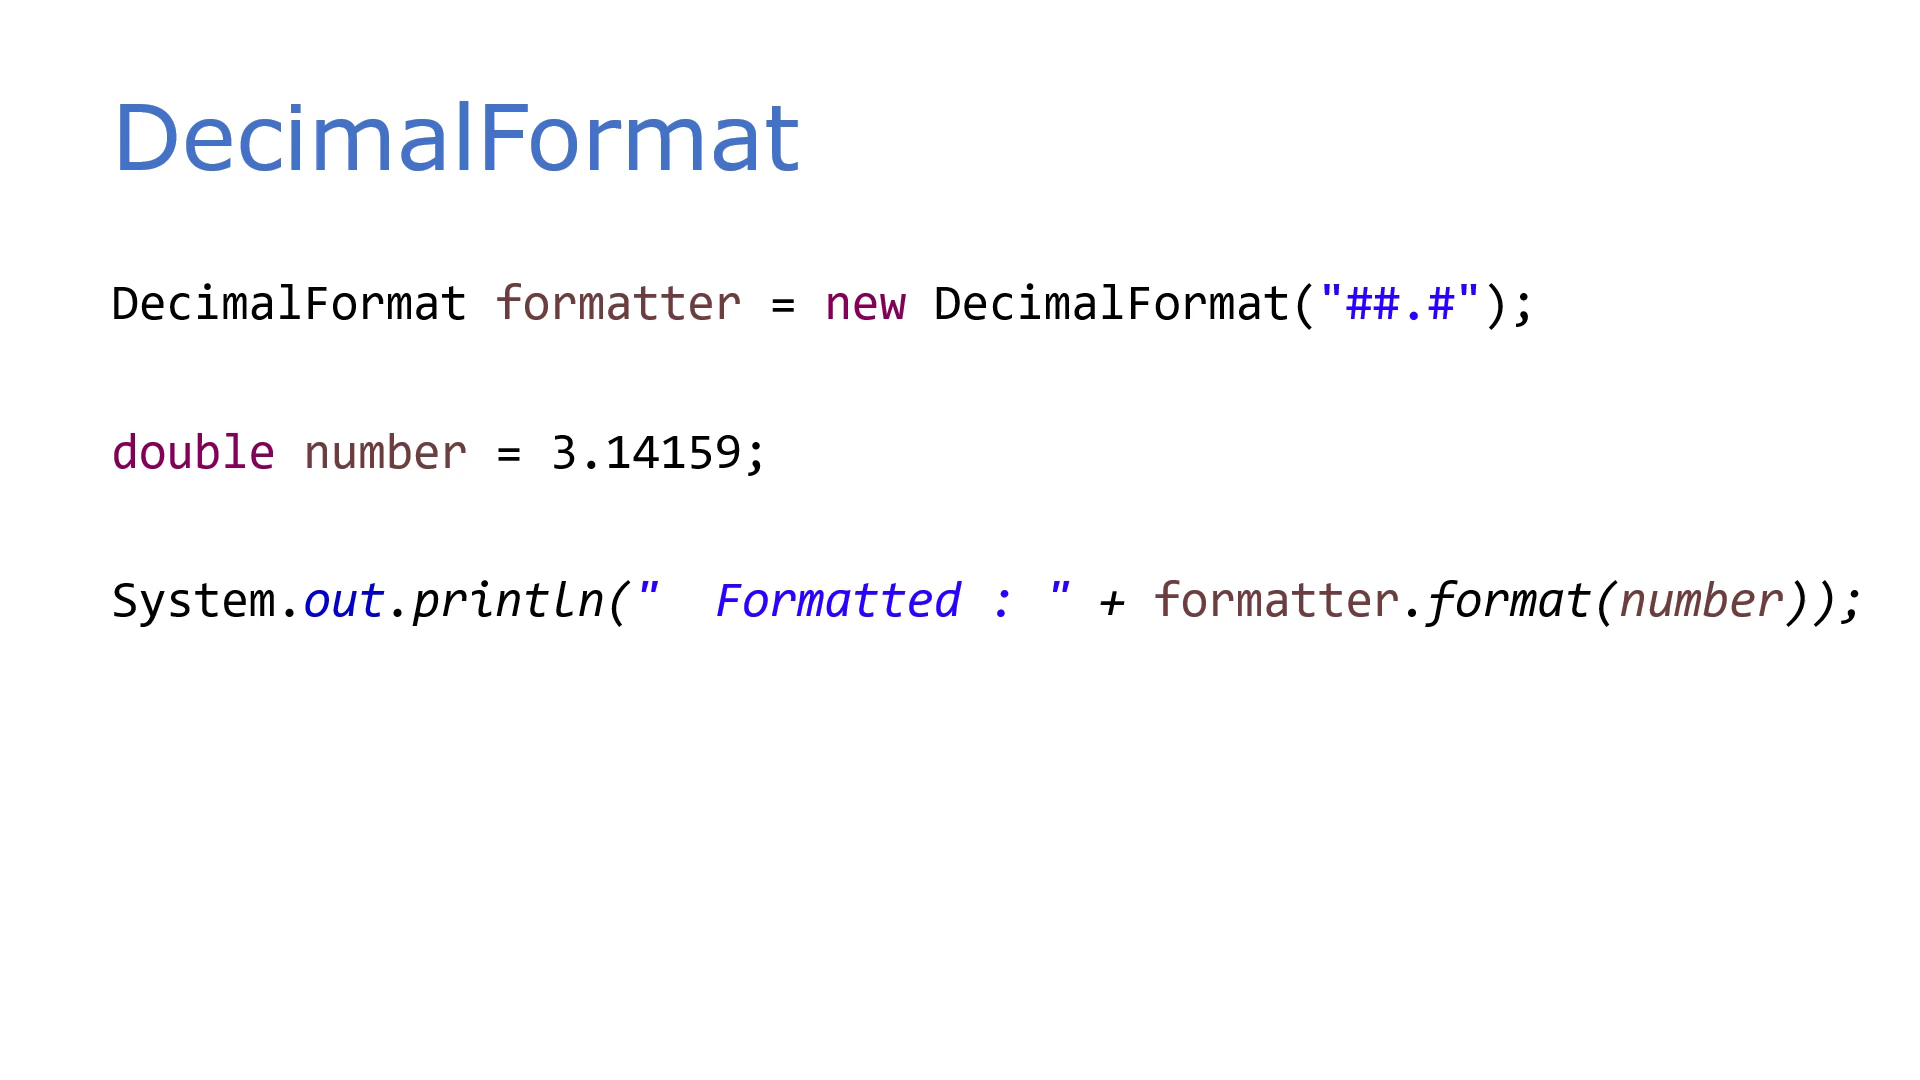 DecimalFormat
DecimalFormat formatter = new DecimalFormat("##.#");
double number = 3.14159;
System.out.println("  Formatted : " + formatter.format(number));